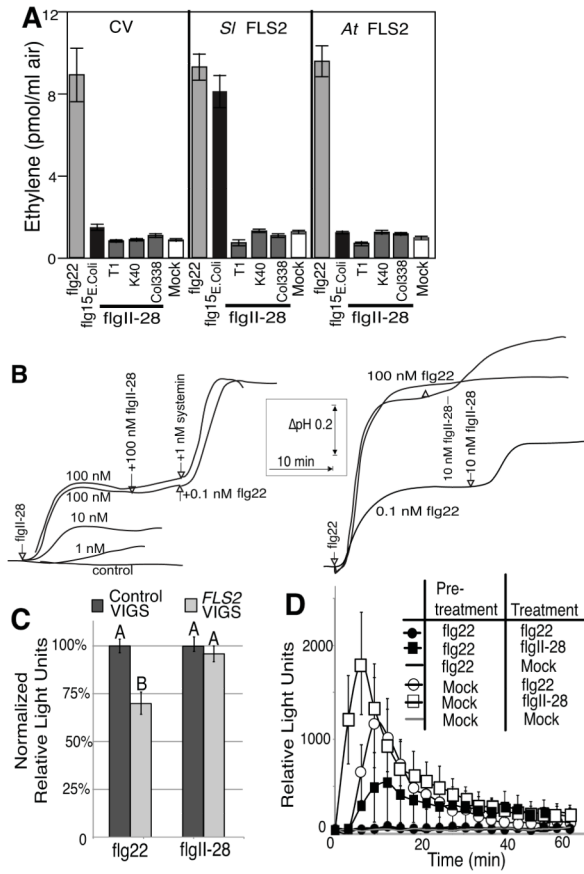 A
CV
Sl FLS2
At FLS2
Ethylene (pmol/ml air)
12
8
4
0
flg22
flg15E.Coli
T1
K40
Col338
Mock
flg22
flg15E.Coli
T1
K40
Col338
Mock
flg22
flg15E.Coli
T1
K40
Col338
Mock
flgII-28
flgII-28
flgII-28
B
flgII-28
100 nM
100 nM
10 nM
1 nM
control
+100 nM flgII-28
+1 nM systemin
+0.1 nM flg22
ΔpH 0.2
10 min
flg22
100 nM flg22
10 nM flgII-28
10 nM flgII-28
0.1 nM flg22
C
Control VIGS
FLS2 VIGS
Normalized
Relative Light Units
100%
75%
50%
25%
0
A
B
A
A
flg22
flgII-28
D
Relative Light Units
2000
1000
0
0
20
40
60
Time (min)
Pre-treatment
Treatment
flg22
flg22
flg22
flgII-28
flg22
Mock
Mock
flg22
Mock
flgII-28
Mock
Mock